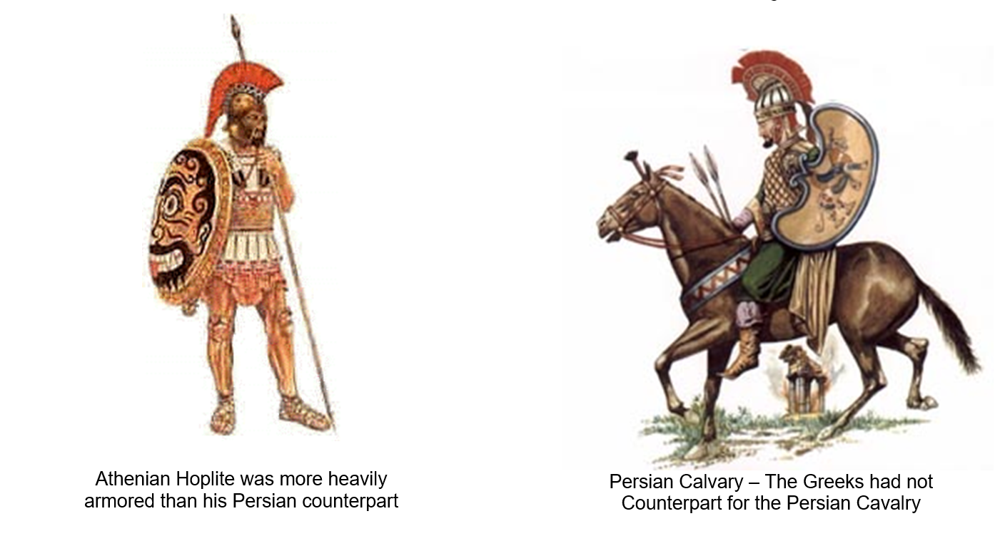 Athenian Hoplite was more heavily
armored than his Persian counterpart
Persian Calvary – The Greeks had not
Counterpart for the Persian Cavalry